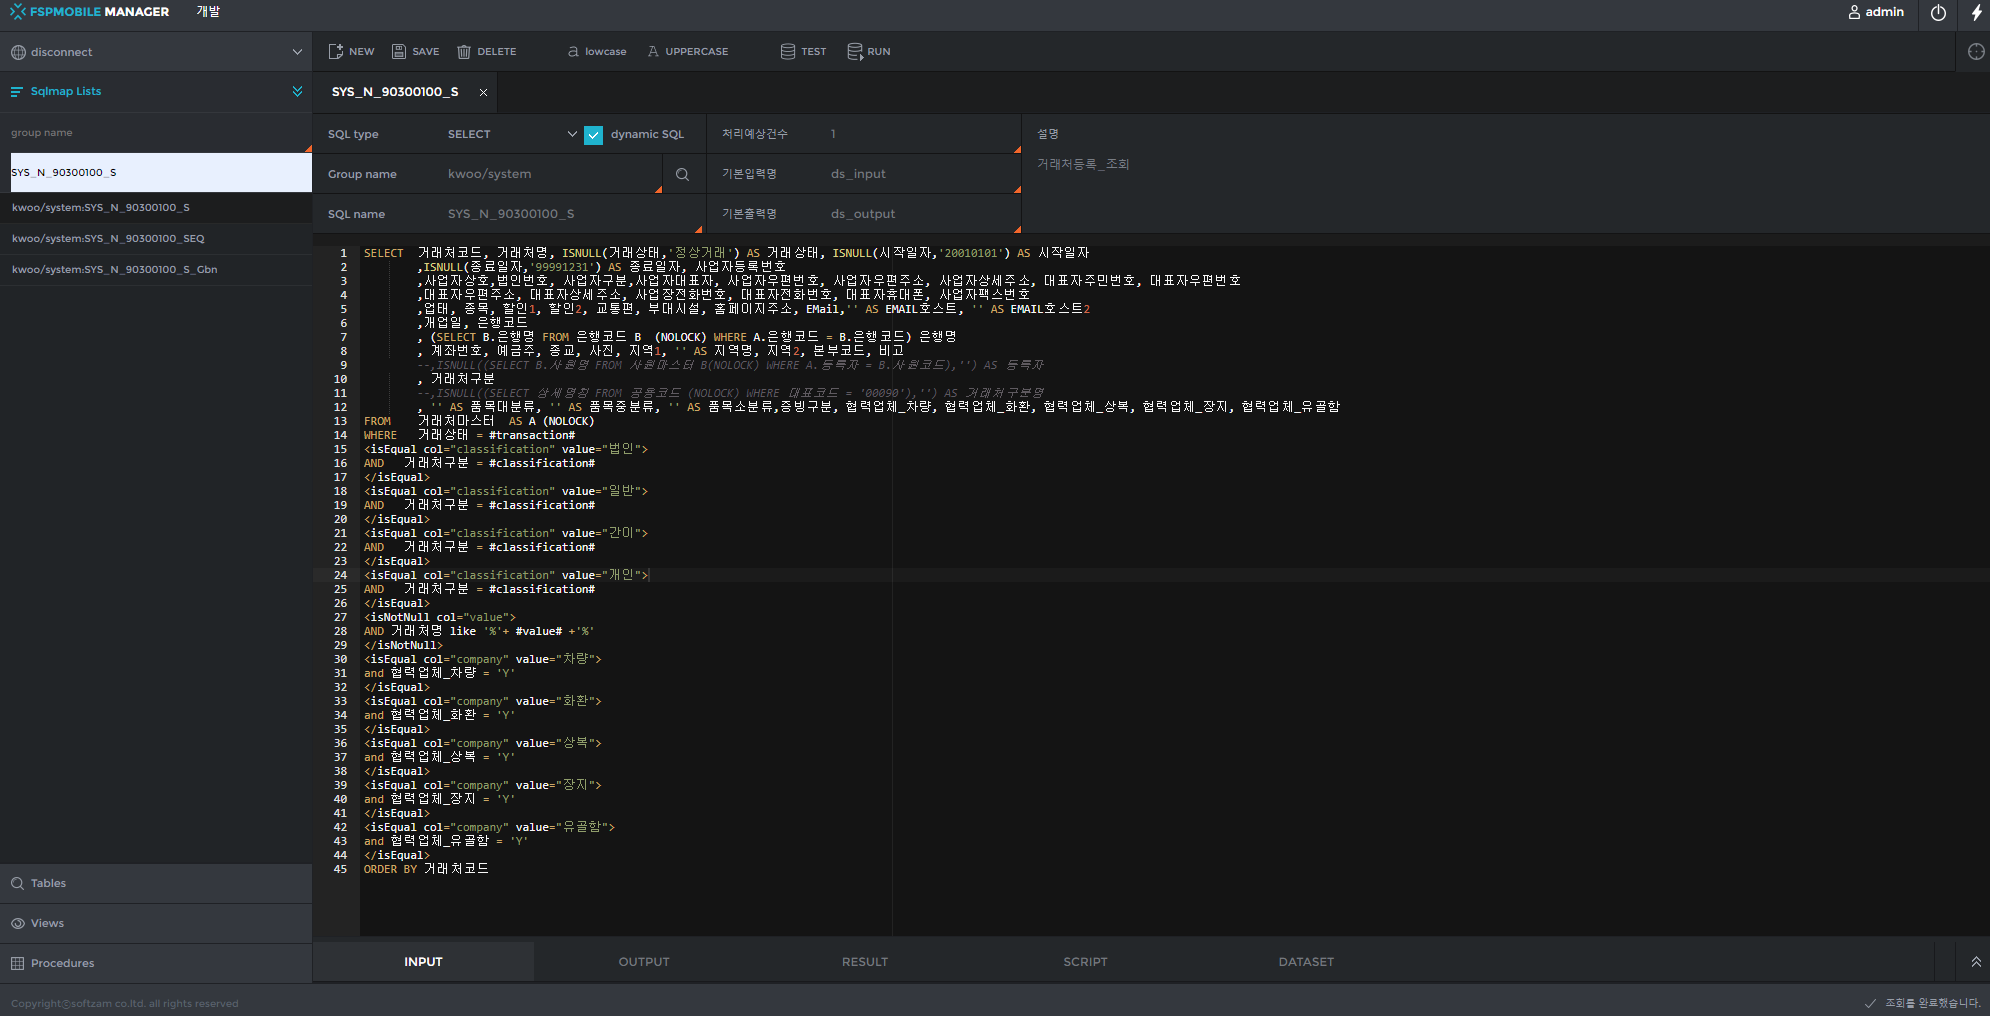 FSPMOBILE MANAGER 개발 admin
disconnect
NEW SAVE DELETE a lowcase A UPPERCASE TEST RUN
Sqlmap Lists
SYS_N_90300100_S ×
group name
SYS_N_90300100_S
kwoo/system:SYS_N_90300100_S
kwoo/system:SYS_N_90300100_SEQ
kwoo/system:SYS_N_90300100_S_Gbn
SQL type SELECT dynamic SQL 처리예상건수 1 설명
Group name kwoo/system 기본입력명 ds_input 거래처등록_조회
SQL name SYS_N_90300100_S 기본출력명 ds_output
1 SELECT 거래처코드, 거래처명, ISNULL(거래상태,'정상거래') AS 거래상태, ISNULL(시작일자,'20010101') AS 시작일자
2 ,ISNULL(종료일자,'99991231') AS 종료일자, 사업자등록번호
3 ,사업자상호,법인번호, 사업자구분,사업자대표자, 사업자우편번호, 사업자우편주소, 사업자상세주소, 대표자주민번호, 대표자우편번호
4 ,대표자우편주소, 대표자상세주소, 사업장전화번호, 대표자전화번호, 대표자휴대폰, 사업자팩스번호
5 ,업태, 종목, 할인1, 할인2, 교통편, 부대시설, 홈페이지주소, EMail,'' AS EMAIL호스트, '' AS EMAIL호스트2
6 ,개업일, 은행코드
7 , (SELECT B.은행명 FROM 은행코드 B (NOLOCK) WHERE A.은행코드 = B.은행코드) 은행명
8 , 계좌번호, 예금주, 종교, 사진, 지역1, '' AS 지역명, 지역2, 본부코드, 비고
9 --,ISNULL((SELECT B.사원명 FROM 사원마스터 B(NOLOCK) WHERE A.등록자 = B.사원코드),'') AS 등록자
10 , 거래처구분
11 --,ISNULL((SELECT 상세명칭 FROM 공용코드 (NOLOCK) WHERE 대표코드 = '00090'),'') AS 거래처구분명
12 , '' AS 품목대분류, '' AS 품목중분류, '' AS 품목소분류,증빙구분, 협력업체_차량, 협력업체_화환, 협력업체_상복, 협력업체_장지, 협력업체_유골함
13 FROM 거래처마스터 AS A (NOLOCK)
14 WHERE 거래상태 = #transaction#
15 <isEqual col="classification" value="법인">
16 AND 거래처구분 = #classification#
17 </isEqual>
18 <isEqual col="classification" value="일반">
19 AND 거래처구분 = #classification#
20 </isEqual>
21 <isEqual col="classification" value="간이">
22 AND 거래처구분 = #classification#
23 </isEqual>
24 <isEqual col="classification" value="개인">
25 AND 거래처구분 = #classification#
26 </isEqual>
27 <isNotNull col="value">
28 AND 거래처명 like '%'+ #value# +'%'
29 </isNotNull>
30 <isEqual col="company" value="차량">
31 and 협력업체_차량 = 'Y'
32 </isEqual>
33 <isEqual col="company" value="화환">
34 and 협력업체_화환 = 'Y'
35 </isEqual>
36 <isEqual col="company" value="상복">
37 and 협력업체_상복 = 'Y'
38 </isEqual>
39 <isEqual col="company" value="장지">
40 and 협력업체_장지 = 'Y'
41 </isEqual>
42 <isEqual col="company" value="유골함">
43 and 협력업체_유골함 = 'Y'
44 </isEqual>
45 ORDER BY 거래처코드
Tables
Views
Procedures
INPUT OUTPUT RESULT SCRIPT DATASET
Copyright©softzam co.ltd. all rights reserved
조회를 완료했습니다.